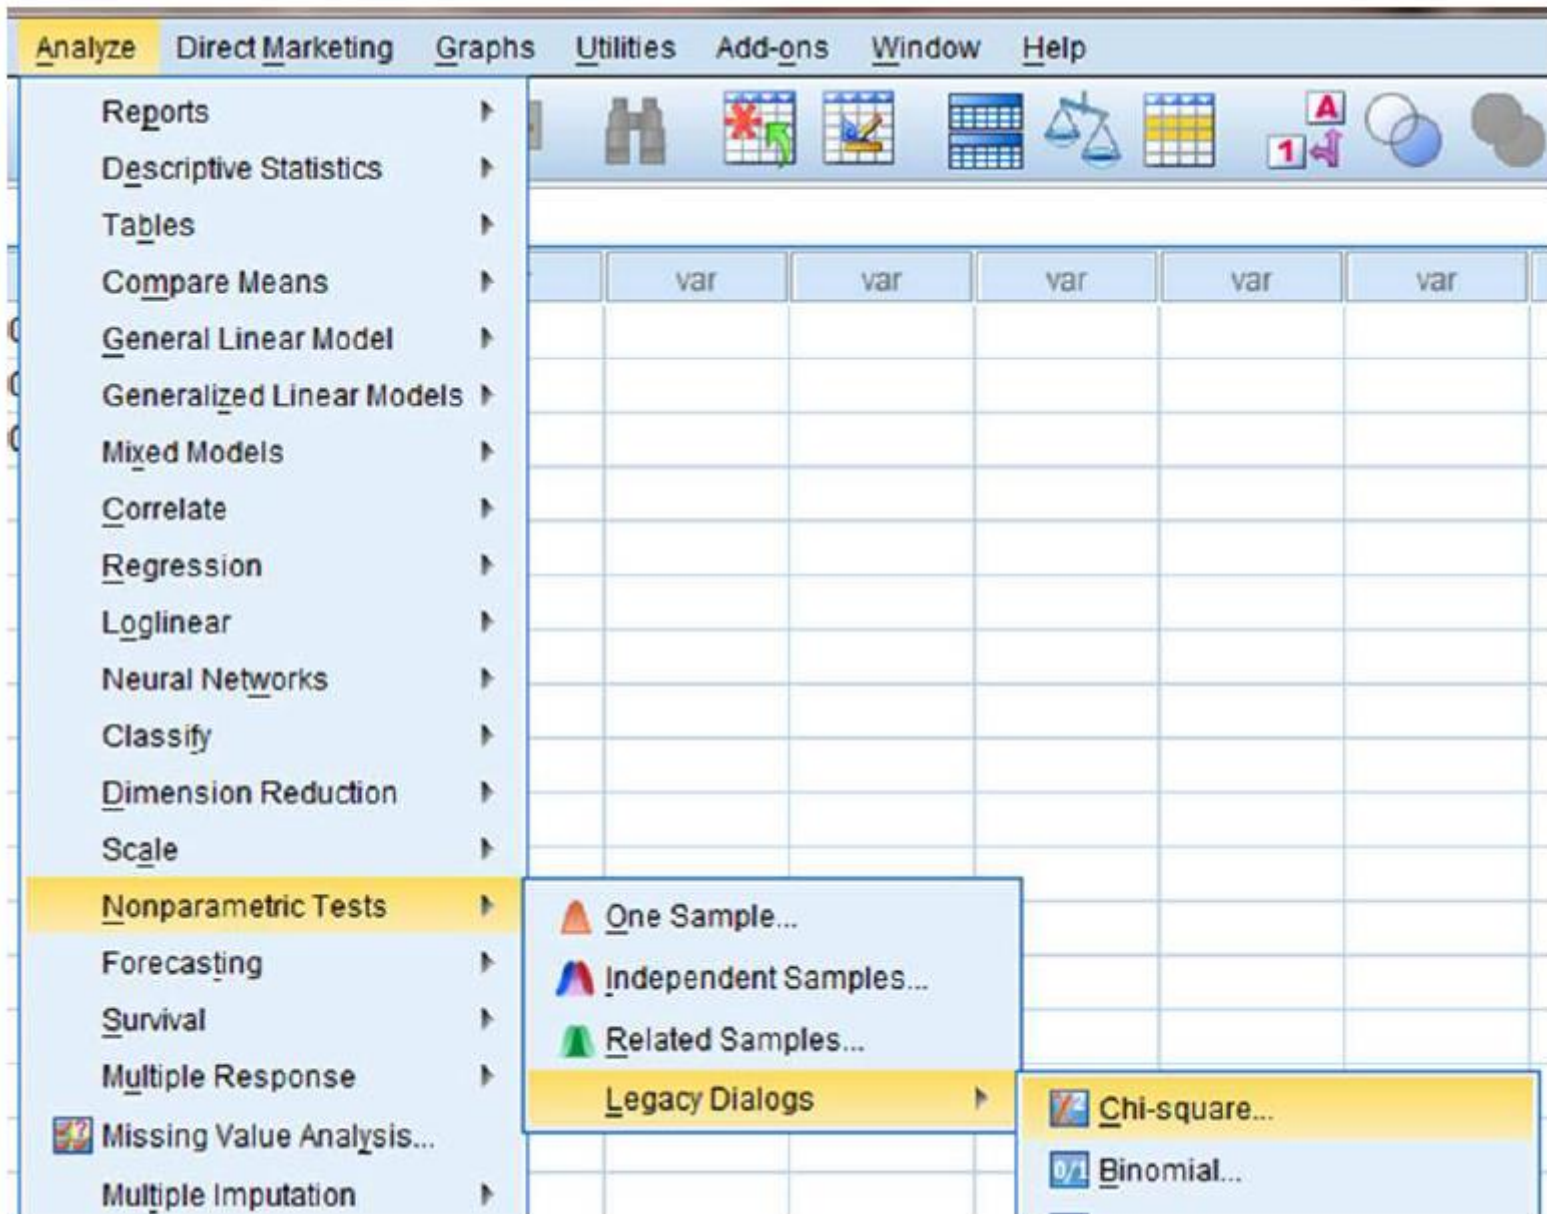 Analyze Direct Marketing Graphs Utilities Add-ons Window Help
A
1
Reports
Descriptive Statistics
Tables
Compare Means
var var var var var
General Linear Model
Generalized Linear Models
Mixed Models
Correlate
Regression
Loglinear
Neural Networks
Classify
Dimension Reduction
Scale
Nonparametric Tests
Forecasting
Survival
Multiple Response
Missing Value Analysis...
Multiple Imputation
One Sample...
Independent Samples...
Related Samples...
Legacy Dialogs
Chi-square...
0/1 Binomial...